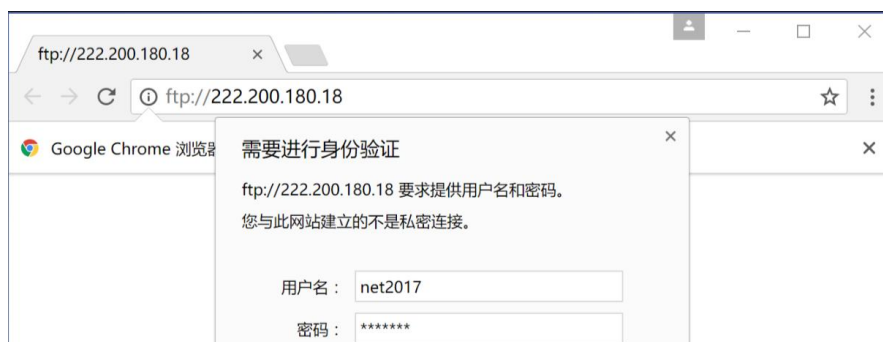 ftp://222.200.180.18
ftp://222.200.180.18
Google Chrome 浏览器
需要进行身份验证
ftp://222.200.180.18 要求提供用户名和密码。
您与此网站建立的不是私密连接。
用户名： net2017
密码： *******